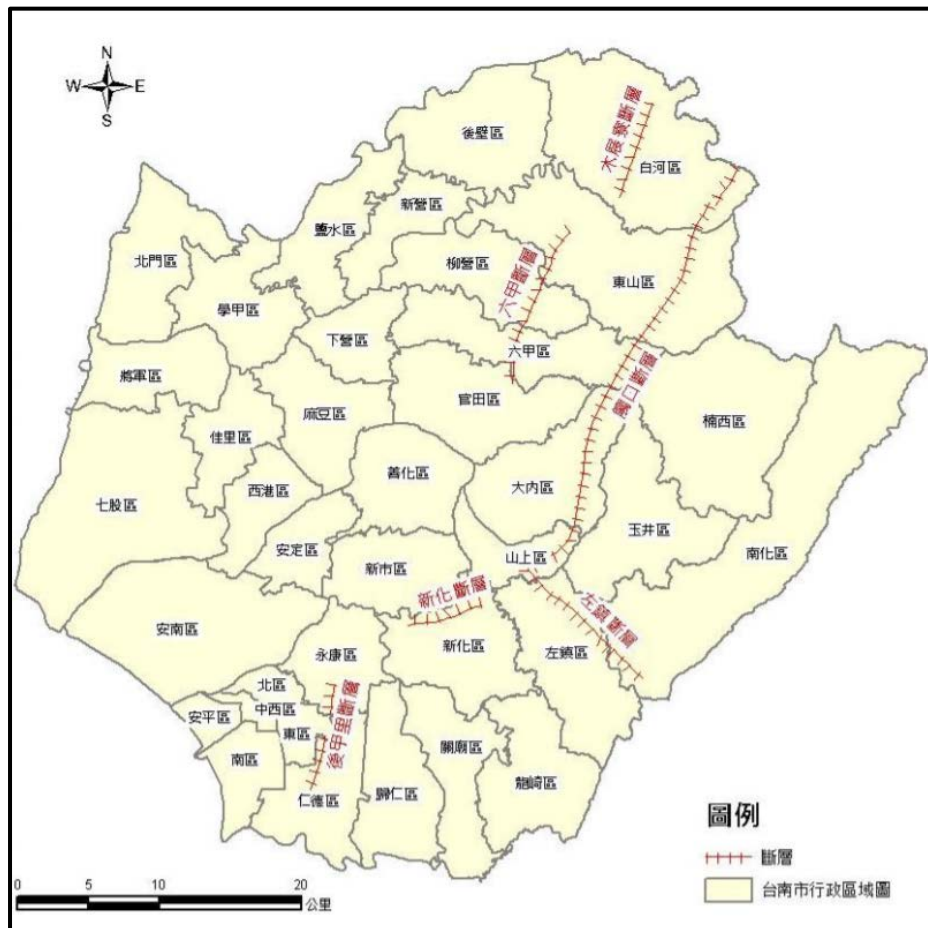 N
W E
S
後壁區
木屐寮斷層
白河區
新營區
鹽水區
北門區
柳營區
六甲斷層
東山區
學甲區
下營區
六甲區
將軍區
官田區
觸口斷層
楠西區
麻豆區
佳里區
善化區
大內區
西港區
七股區
玉井區
安定區
南化區
山上區
新市區
新化斷層
左鎮斷層
安南區
新化區
左鎮區
永康區
北區
中西區
安平區
東區
後甲里斷層
關廟區
南區
龍崎區
仁德區
歸仁區
圖例
斷層
台南市行政區域圖
0 5 10 20
公里